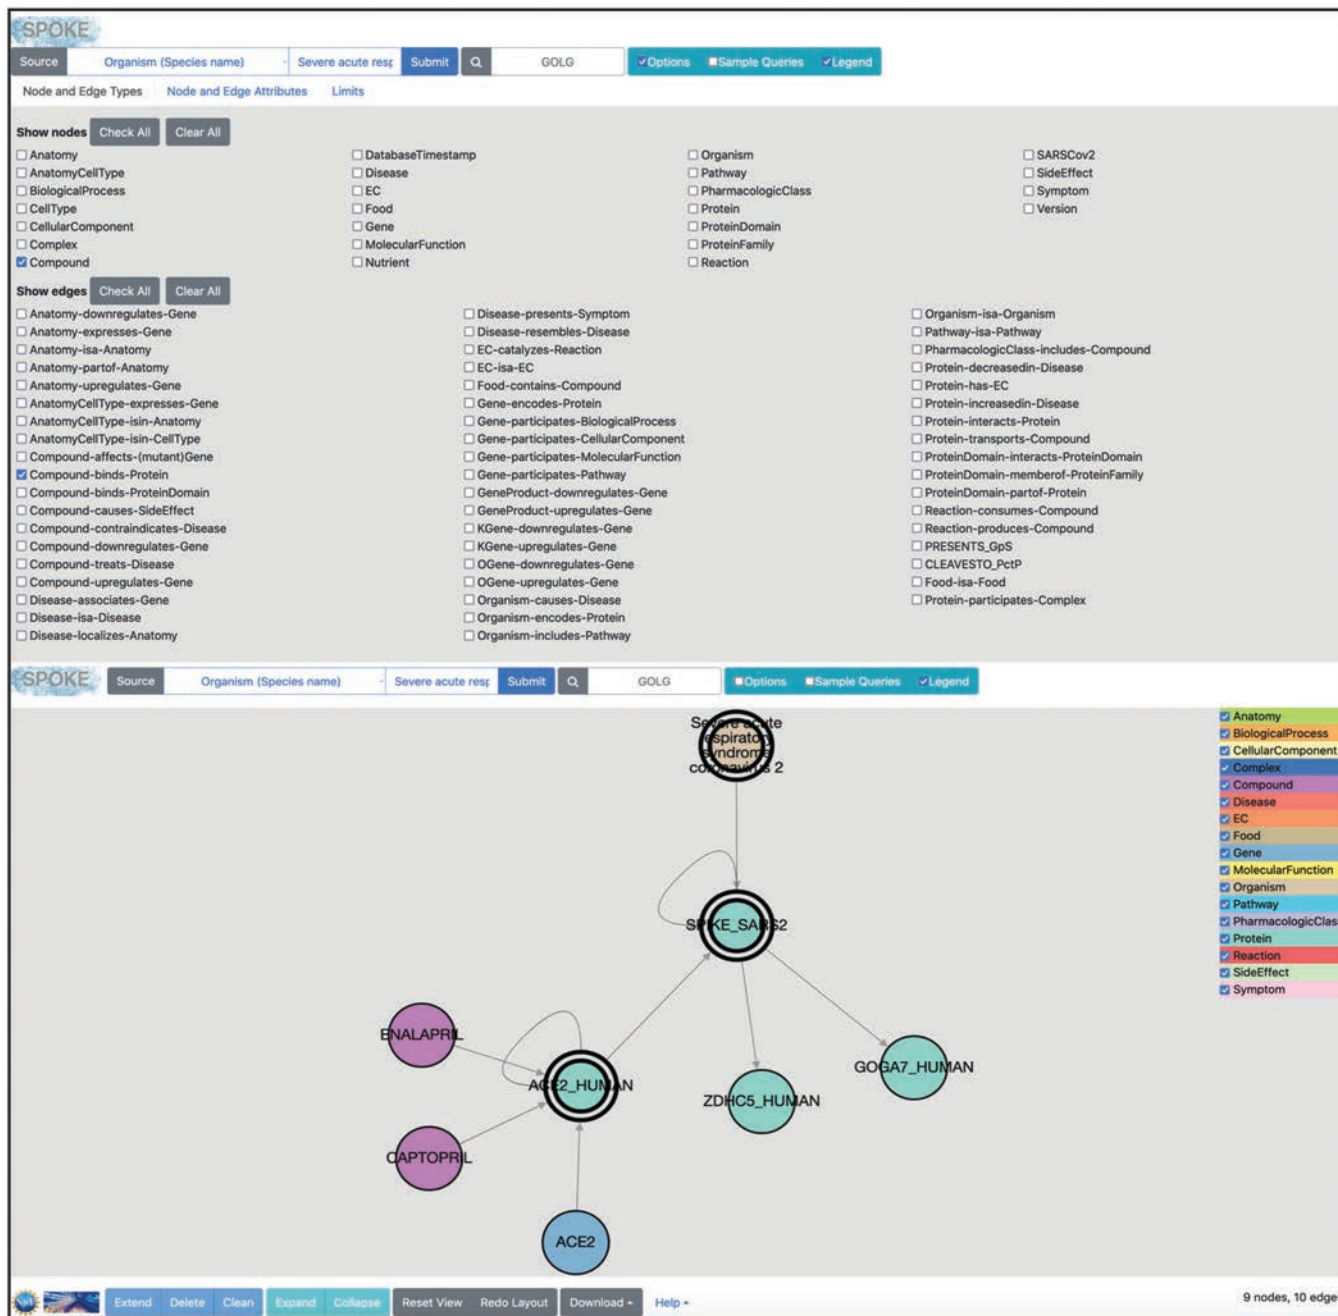 SPOKE
Source Organism (Species name) Severe acute resp Submit GOLG Options Sample Queries Legend
Node and Edge Types Node and Edge Attributes Limits
Show nodes Check All Clear All
Anatomy DatabaseTimestamp Organism SARSCov2
AnatomyCellType Disease Pathway SideEffect
BiologicalProcess EC PharmacologicClass Symptom
CellType Food Protein Version
CellularComponent Gene ProteinDomain
Complex MolecularFunction ProteinFamily
Compound Nutrient Reaction
Show edges Check All Clear All
Anatomy-downregulates-Gene Disease-presents-Symptom Organism-isa-Organism
Anatomy-expresses-Gene Disease-resembles-Disease Pathway-isa-Pathway
Anatomy-isa-Anatomy EC-catalyzes-Reaction PharmacologicClass-includes-Compound
Anatomy-partof-Anatomy EC-isa-EC Protein-decreasedin-Disease
Anatomy-upregulates-Gene Food-contains-Compound Protein-has-EC
AnatomyCellType-expresses-Gene Gene-encodes-Protein Protein-increasedin-Disease
AnatomyCellType-isin-Anatomy Gene-participates-BiologicalProcess Protein-interacts-Protein
AnatomyCellType-isin-CellType Gene-participates-CellularComponent Protein-transports-Compound
Compound-affects-(mutant)Gene Gene-participates-MolecularFunction ProteinDomain-interacts-ProteinDomain
Compound-binds-Protein Gene-participates-Pathway ProteinDomain-memberof-ProteinFamily
Compound-binds-ProteinDomain GeneProduct-downregulates-Gene ProteinDomain-partof-Protein
Compound-causes-SideEffect GeneProduct-upregulates-Gene Reaction-consumes-Compound
Compound-contraindicates-Disease KGene-downregulates-Gene Reaction-produces-Compound
Compound-downregulates-Gene KGene-upregulates-Gene PRESENTS_GpS
Compound-treats-Disease OGene-downregulates-Gene CLEAVESTO_PctP
Compound-upregulates-Gene OGene-upregulates-Gene Food-isa-Food
Disease-associates-Gene Organism-causes-Disease Protein-participates-Complex
Disease-isa-Disease Organism-encodes-Protein
Disease-localizes-Anatomy Organism-includes-Pathway
SPOKE Source Organism (Species name) Severe acute resp Submit GOLG Options Sample Queries Legend
Severe acute
espirator
syndrome
coronavirus 2
SPIKE_SARS2
ENALAPRIL
ACE2_HUMAN
ZDHC5_HUMAN
GOGA7_HUMAN
CAPTOPRIL
ACE2
Anatomy
BiologicalProcess
CellularComponent
Complex
Compound
Disease
EC
Food
Gene
MolecularFunction
Organism
Pathway
PharmacologicClas
Protein
Reaction
SideEffect
Symptom
Extend Delete Clean Expand Collapse Reset View Redo Layout Download Help 9 nodes, 10 edge